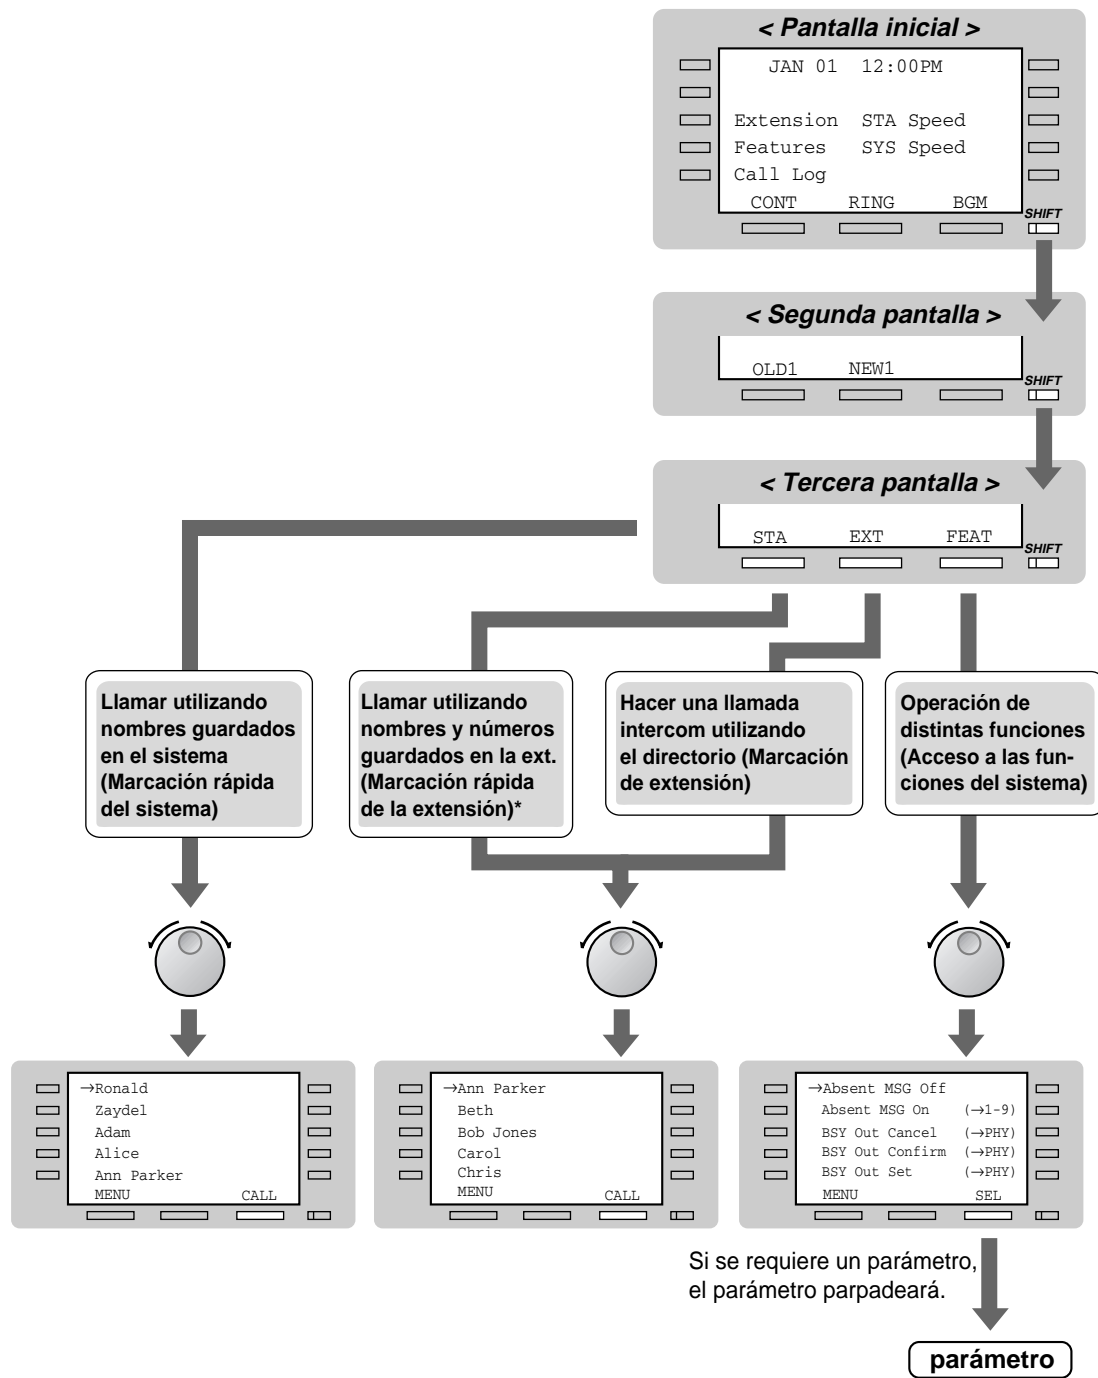 < Pantalla inicial >
JAN 01 12:00PM
Extension STA Speed
Features SYS Speed
Call Log
CONT RING BGM
SHIFT
< Segunda pantalla >
OLD1 NEW1
SHIFT
< Tercera pantalla >
STA EXT FEAT
SHIFT
Llamar utilizando
nombres guardados
en el sistema
(Marcación rápida
del sistema)
Llamar utilizando
nombres y números
guardados en la ext.
(Marcación rápida
de la extensión)*
Hacer una llamada
intercom utilizando
el directorio (Marcación
de extensión)
Operación de
distintas funciones
(Acceso a las fun-
ciones del sistema)
→Ronald
Zaydel
Adam
Alice
Ann Parker
MENU CALL
→Ann Parker
Beth
Bob Jones
Carol
Chris
MENU CALL
→Absent MSG Off
Absent MSG On (→1-9)
BSY Out Cancel (→PHY)
BSY Out Confirm (→PHY)
BSY Out Set (→PHY)
MENU SEL
Si se requiere un parámetro,
el parámetro parpadeará.
parámetro